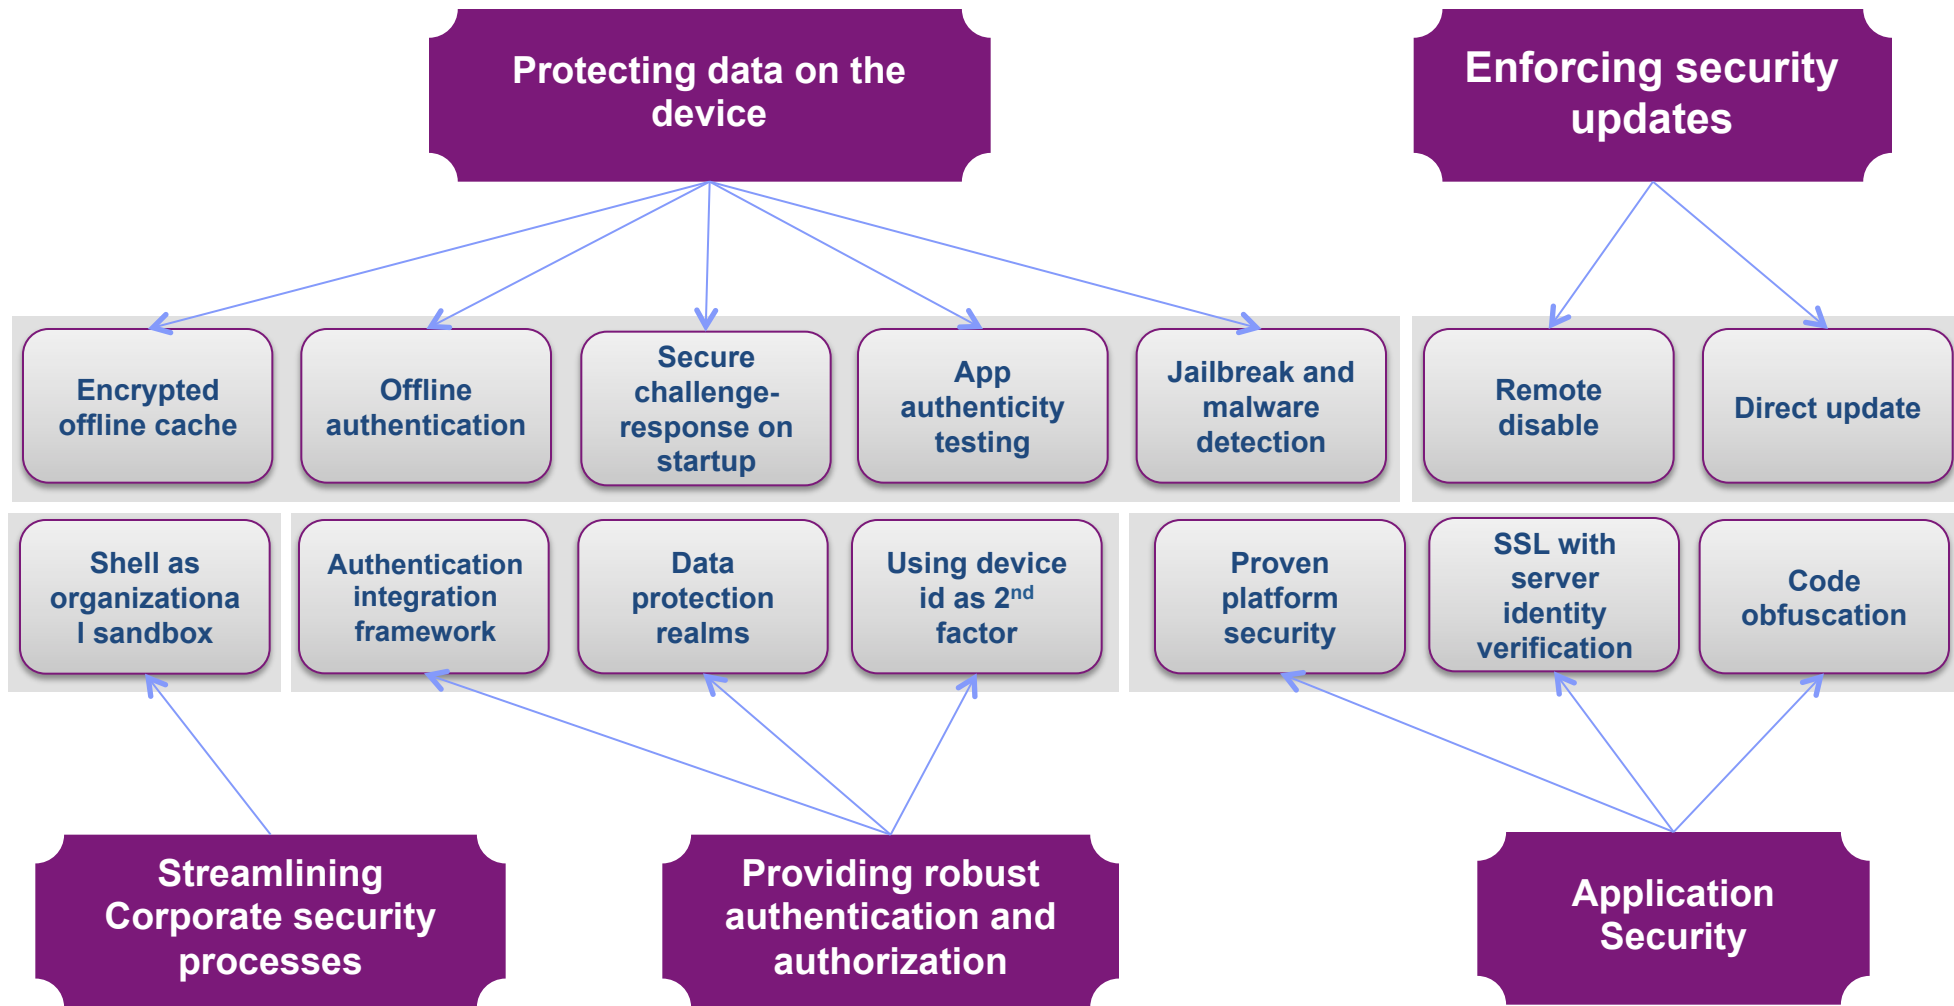 Protecting data on the
device
Enforcing security
updates
Encrypted
offline cache
Offline
authentication
Secure
challenge-
response on
startup
App
authenticity
testing
Jailbreak and
malware
detection
Remote
disable
Direct update
Shell as
organizationa
l sandbox
Authentication
integration
framework
Data
protection
realms
Using device
id as 2nd
factor
Proven
platform
security
SSL with
server
identity
verification
Code
obfuscation
Streamlining
Corporate security
processes
Providing robust
authentication and
authorization
Application
Security